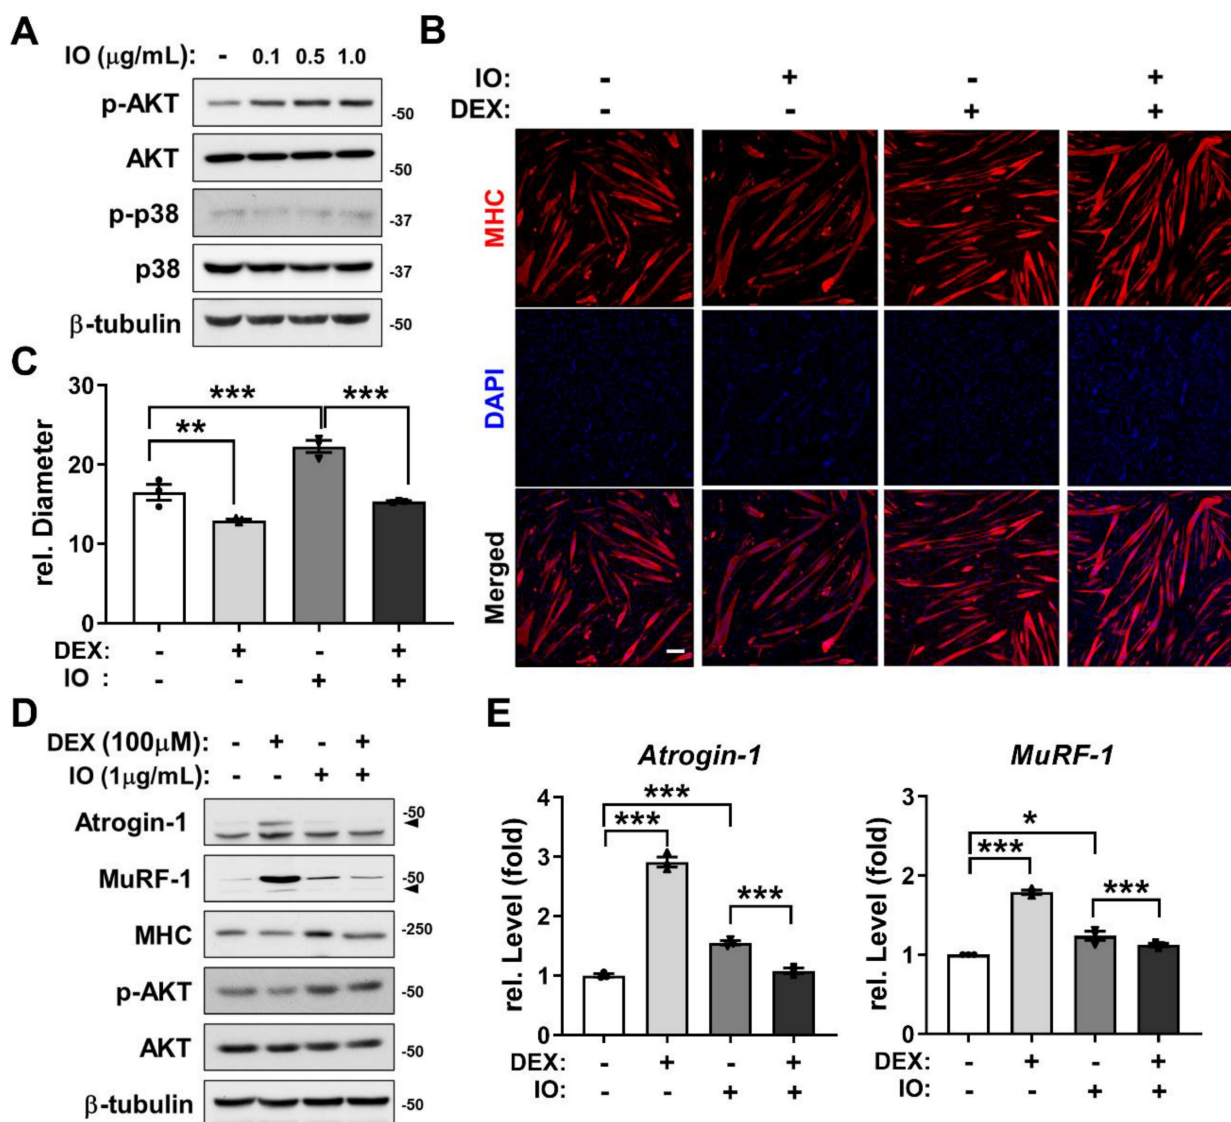 A
IO (μg/mL): - 0.1 0.5 1.0
p-AKT -50
AKT -50
p-p38 -37
p38 -37
β-tubulin -50
B
IO: - + - +
DEX: - - + +
MHC
DAPI
Merged
C
rel. Diameter
30
20
10
0
*** ***
**
DEX: - + - +
IO : - - + +
D
DEX (100μM): - + - +
IO (1μg/mL): - - + +
Atrogin-1 -50
MuRF-1 -50
MHC -250
p-AKT -50
AKT -50
β-tubulin -50
E
Atrogin-1
rel. Level (fold)
4
3
2
1
0
***
***
***
DEX: - + - +
IO: - - + +
MuRF-1
rel. Level (fold)
3
2
1
0
*
***
***
DEX: - + - +
IO: - - + +